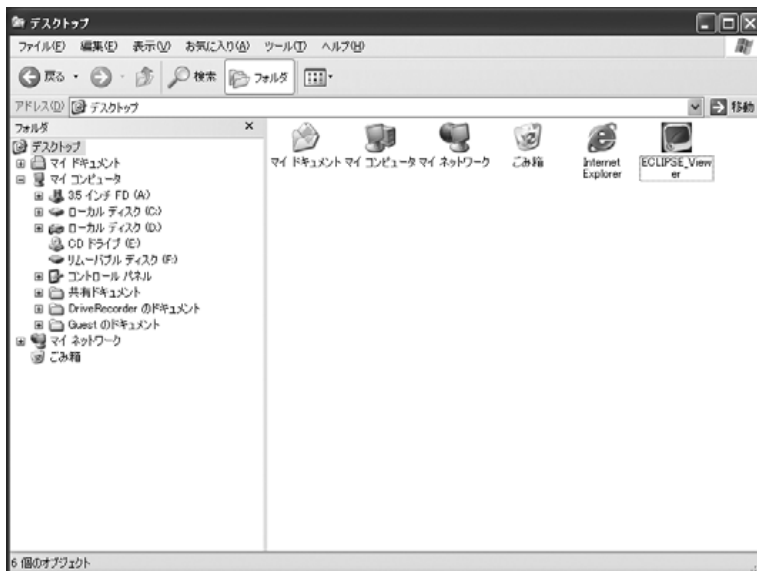 デスクトップ
ファイル(F) 編集(E) 表示(V) お気に入り(A) ツール(T) ヘルプ(H)
戻る 検索 フォルダ
アドレス(D) デスクトップ 移動
フォルダ ×
デスクトップ
マイ ドキュメント
マイ コンピュータ
3.5 インチ FD (A:)
ローカル ディスク (C:)
ローカル ディスク (D:)
CD ドライブ (E:)
リムーバブル ディスク (F:)
コントロール パネル
共有ドキュメント
DriveRecorder のドキュメント
Guest のドキュメント
マイ ネットワーク
ごみ箱
マイ ドキュメント マイ コンピュータ マイ ネットワーク ごみ箱 Internet Explorer ECLIPSE_Viewer
6 個のオブジェクト